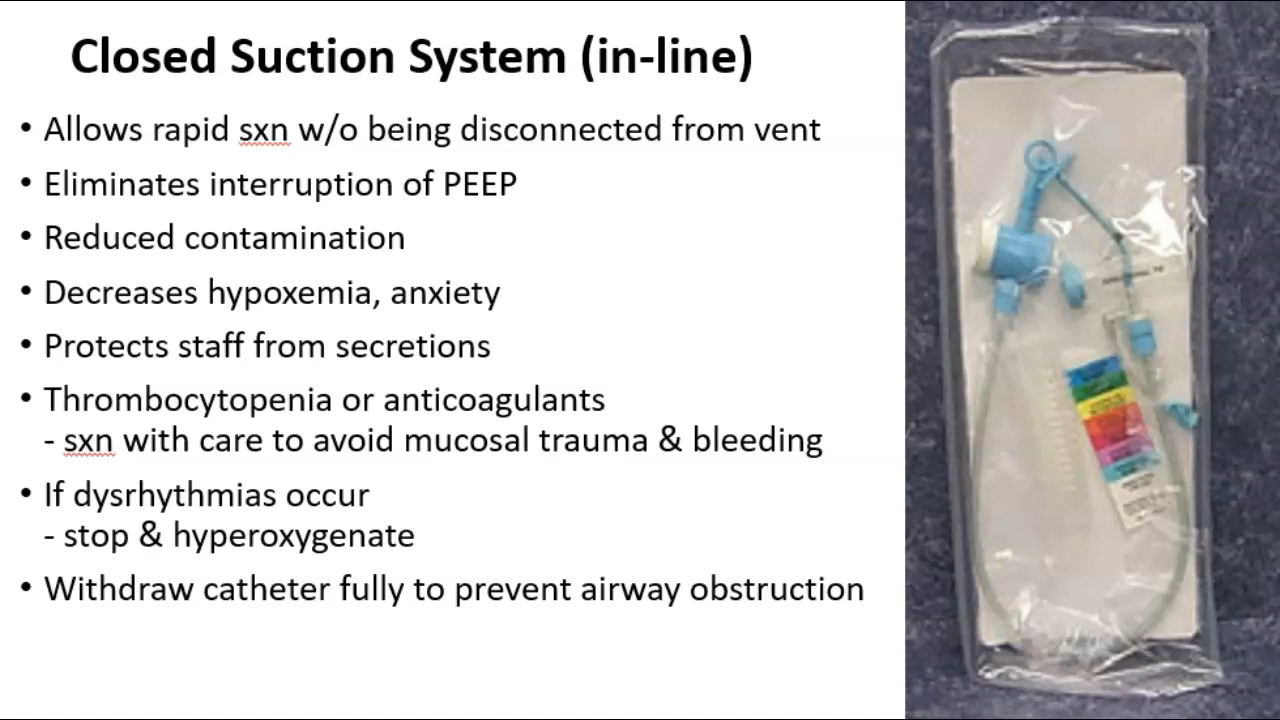 Closed Suction System (in-line)
• Allows rapid sxn w/o being disconnected from vent
• Eliminates interruption of PEEP
• Reduced contamination
• Decreases hypoxemia, anxiety
• Protects staff from secretions
• Thrombocytopenia or anticoagulants
- sxn with care to avoid mucosal trauma & bleeding
• If dysrhythmias occur
- stop & hyperoxygenate
• Withdraw catheter fully to prevent airway obstruction